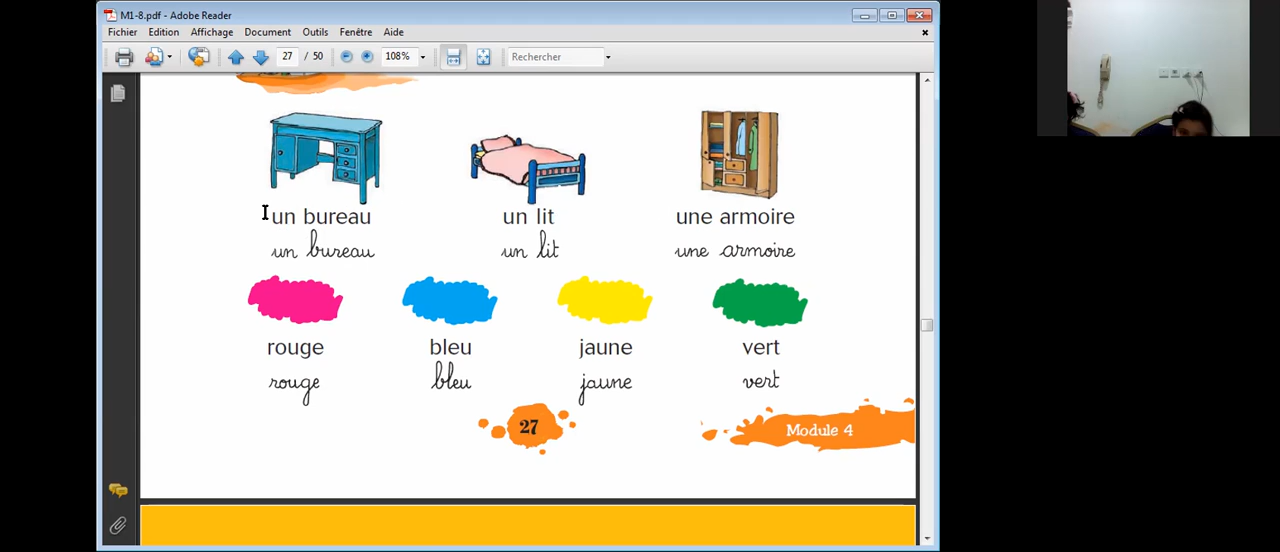 M1-8.pdf - Adobe Reader
Fichier Edition Affichage Document Outils Fenêtre Aide
27 / 50 108% Rechercher
un bureau un lit une armoire
un bureau un lit une armoire
rouge bleu jaune vert
rouge bleu jaune vert
27 Module 4